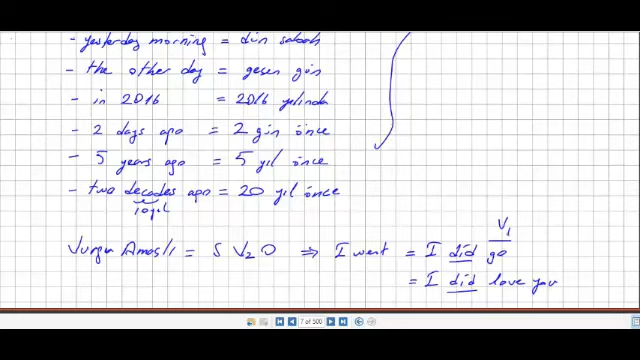 - yesterday morning = dün sabah
- the other day = geçen gün
- in 2016 = 2016 yılında
- 2 days ago = 2 gün önce
- 5 years ago = 5 yıl önce
- two decades ago = 20 yıl önce
10 yıl
V1
Vurgu Amaçlı = S V2 O ⇒ I went = I did go
= I did love you
7 of 500